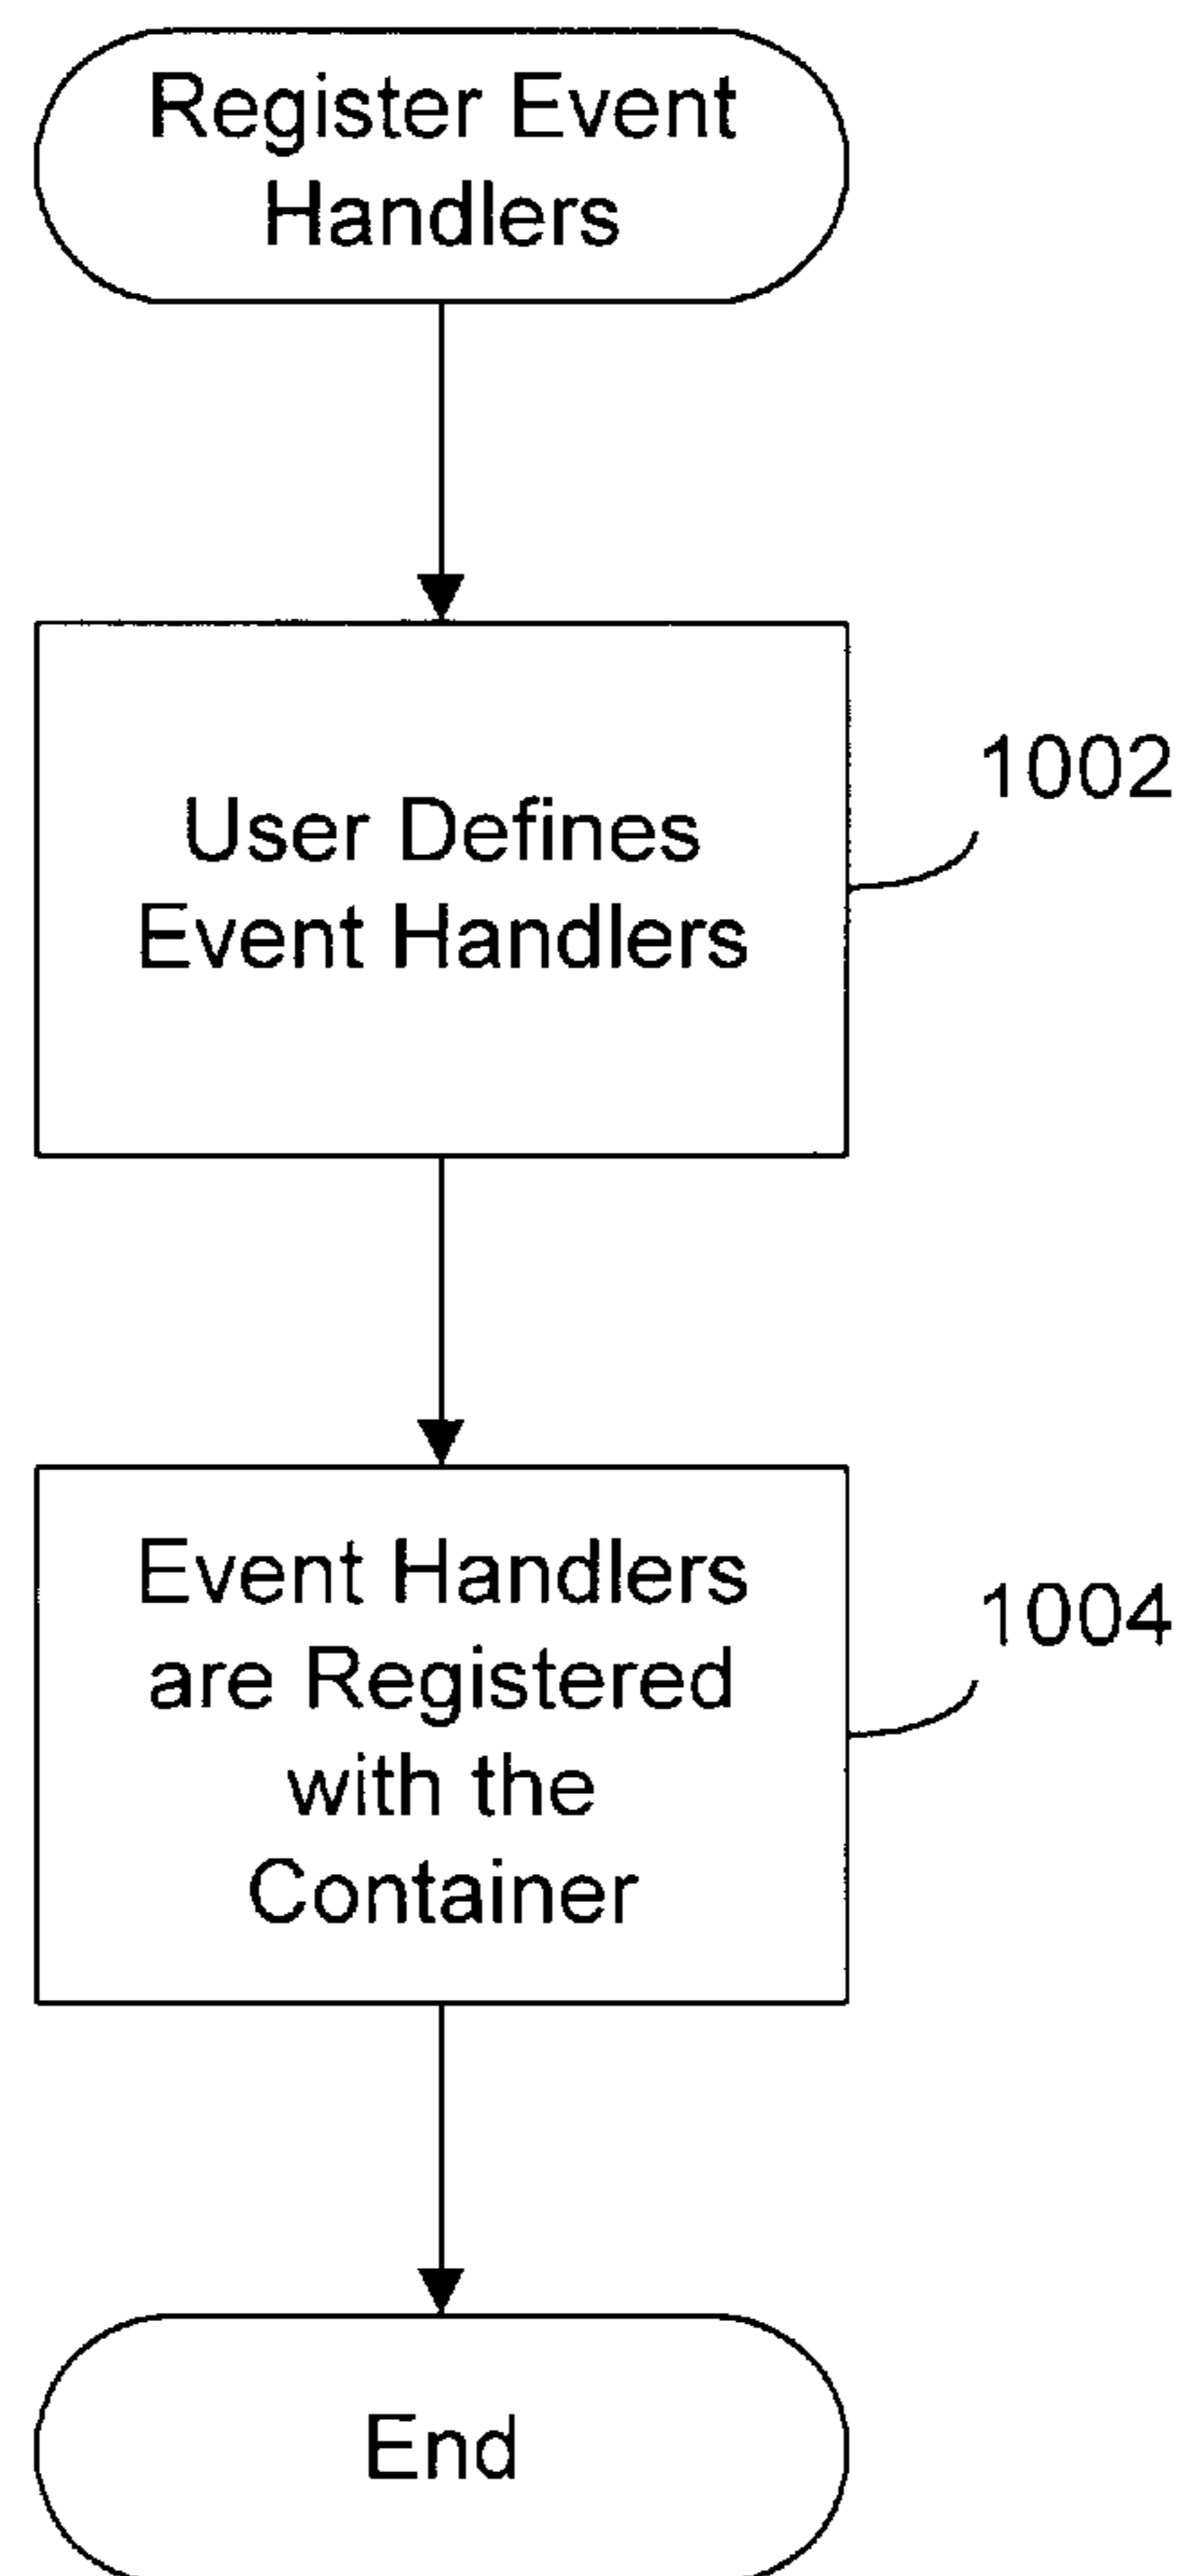 Register Event
Handlers
1002
User Defines
Event Handlers
Event Handlers
1004
are Registered
with the
Container
End